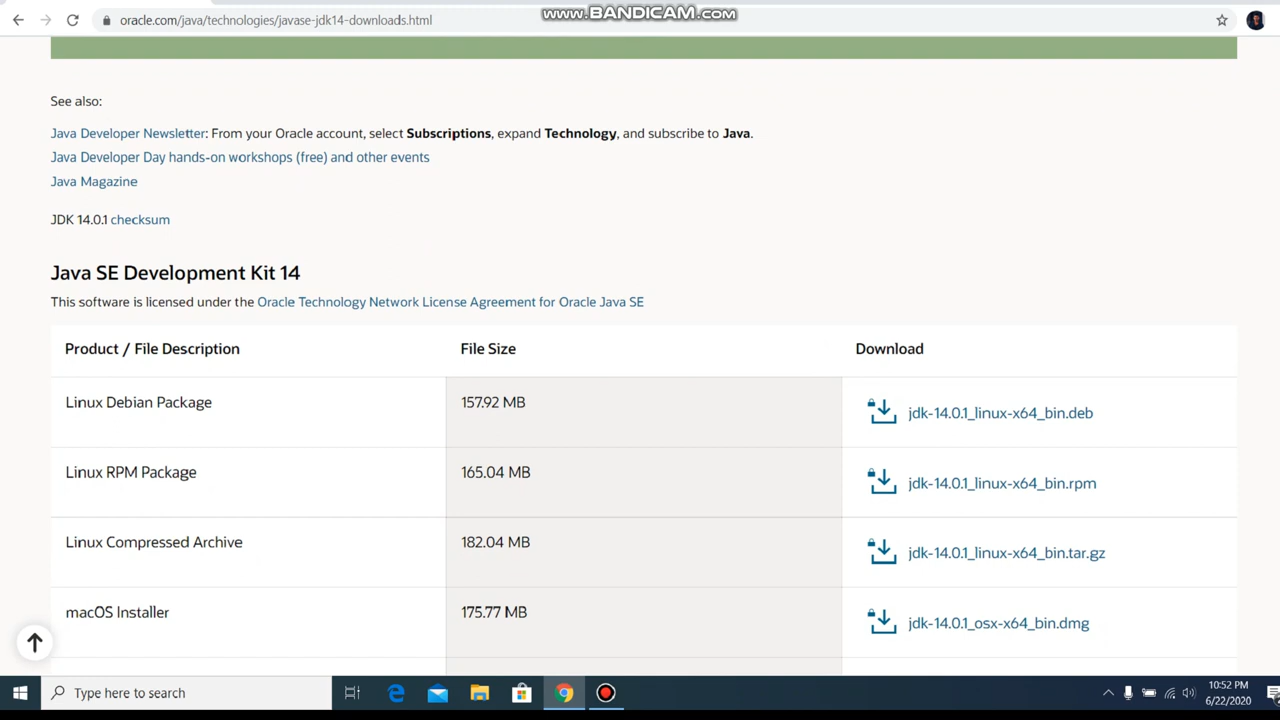 www.BANDICAM.com
oracle.com/java/technologies/javase-jdk14-downloads.html
See also:
Java Developer Newsletter: From your Oracle account, select Subscriptions, expand Technology, and subscribe to Java.
Java Developer Day hands-on workshops (free) and other events
Java Magazine
JDK 14.0.1 checksum
Java SE Development Kit 14
This software is licensed under the Oracle Technology Network License Agreement for Oracle Java SE
Product / File Description File Size Download
Linux Debian Package 157.92 MB jdk-14.0.1_linux-x64_bin.deb
Linux RPM Package 165.04 MB jdk-14.0.1_linux-x64_bin.rpm
Linux Compressed Archive 182.04 MB jdk-14.0.1_linux-x64_bin.tar.gz
macOS Installer 175.77 MB jdk-14.0.1_osx-x64_bin.dmg
Type here to search
10:52 PM
6/22/2020